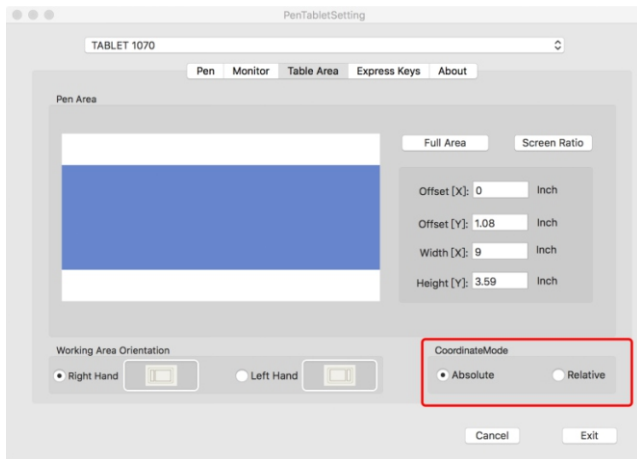 PenTabletSetting
TABLET 1070
Pen Monitor Table Area Express Keys About
Pen Area
Full Area Screen Ratio
Offset [X]: 0 Inch
Offset [Y]: 1.08 Inch
Width [X]: 9 Inch
Height [Y]: 3.59 Inch
Working Area Orientation
Right Hand Left Hand
CoordinateMode
Absolute Relative
Cancel Exit